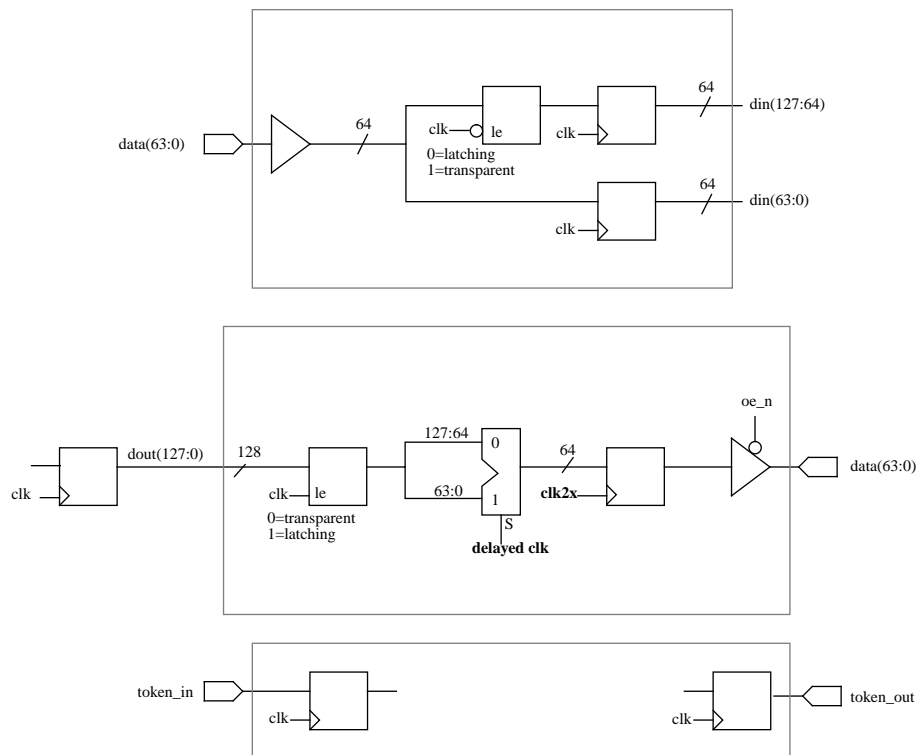 64
din(127:64)
clk
le
clk
data(63:0)
64
0=latching
1=transparent
64
din(63:0)
clk
oe_n
127:64
0
dout(127:0)
128
64
data(63:0)
clk
clk
le
63:0
1
clk2x
0=transparent
1=latching
S
delayed clk
token_in
token_out
clk
clk